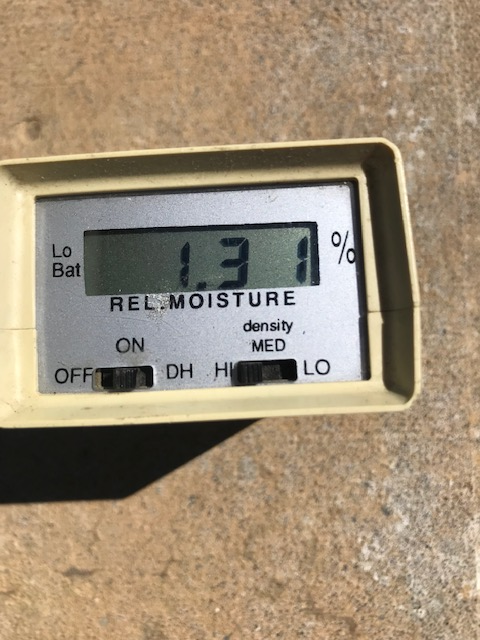 Lo
Bat
1.31 %
REL.MOISTURE
density
ON MED
OFF DH HI LO